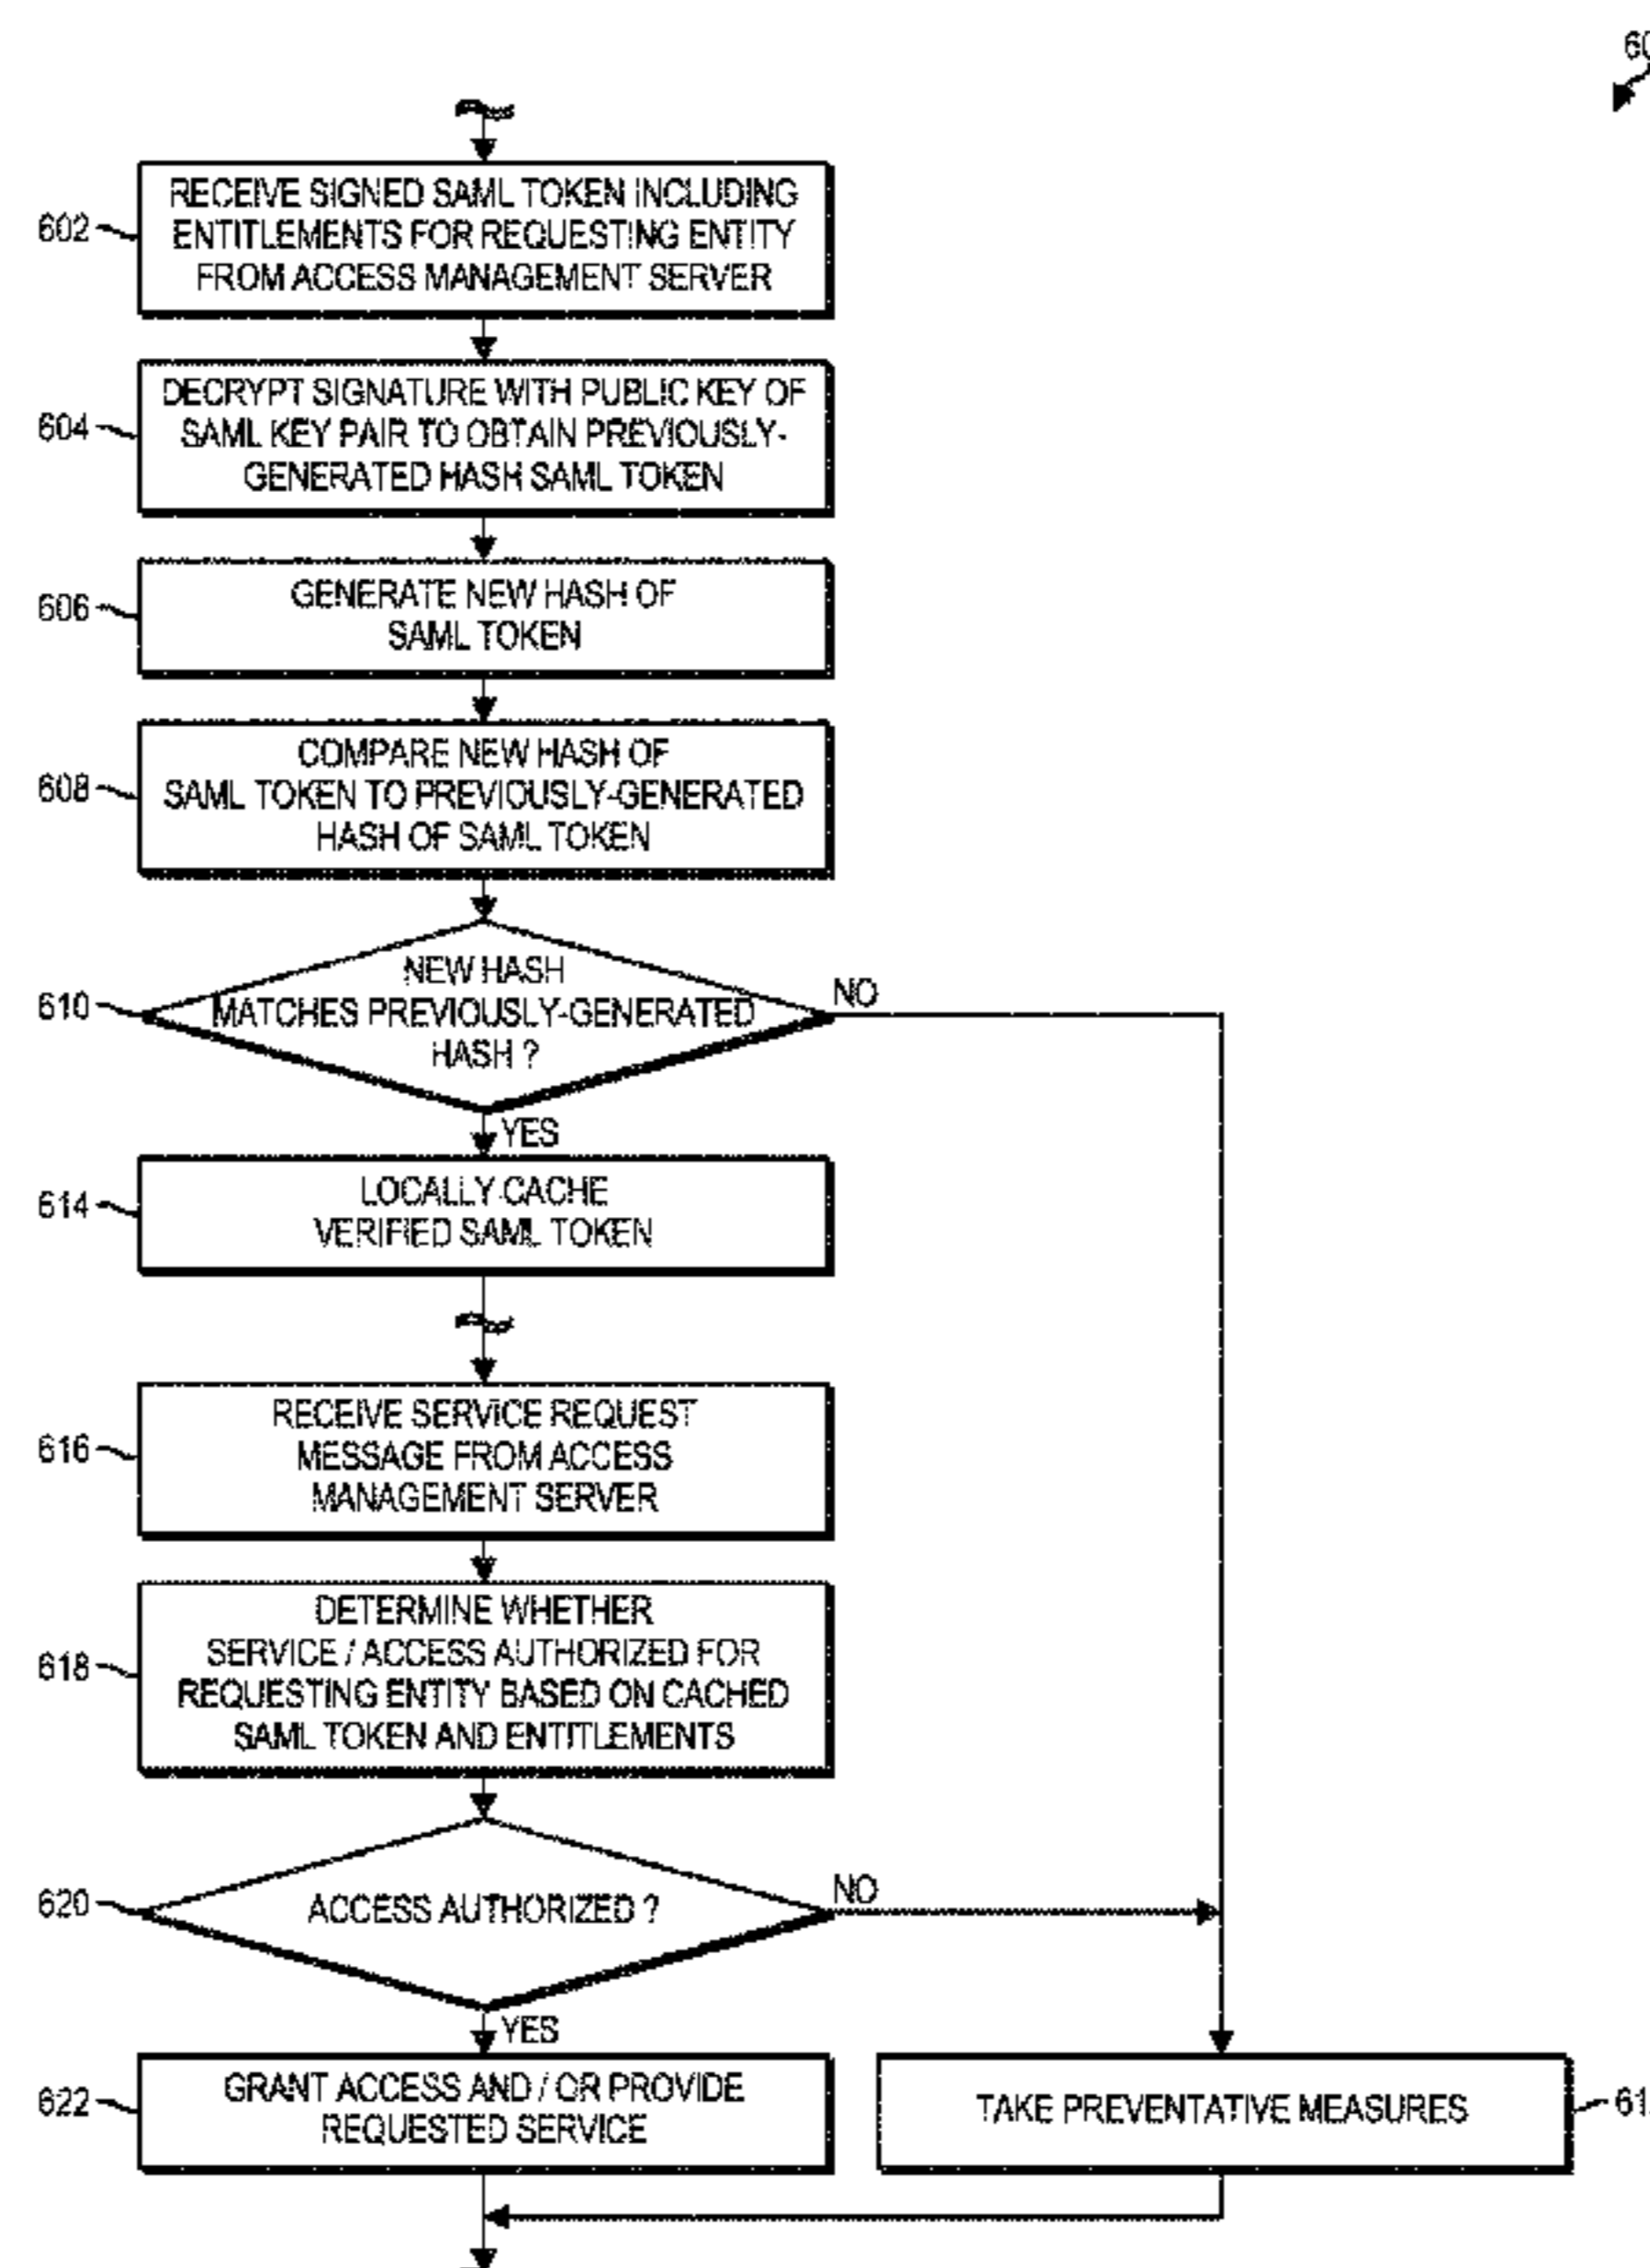 602
RECEIVE SIGNED SAML TOKEN INCLUDING
ENTITLEMENTS FOR REQUESTING ENTITY
FROM ACCESS MANAGEMENT SERVER
604
DECRYPT SIGNATURE WITH PUBLIC KEY OF
SAML KEY PAIR TO OBTAIN PREVIOUSLY-
GENERATED HASH SAML TOKEN
606
GENERATE NEW HASH OF
SAML TOKEN
608
COMPARE NEW HASH OF
SAML TOKEN TO PREVIOUSLY-GENERATED
HASH OF SAML TOKEN
610
NEW HASH
MATCHES PREVIOUSLY-GENERATED
HASH ?
NO
YES
614
LOCALLY CACHE
VERIFIED SAML TOKEN
616
RECEIVE SERVICE REQUEST
MESSAGE FROM ACCESS
MANAGEMENT SERVER
618
DETERMINE WHETHER
SERVICE / ACCESS AUTHORIZED FOR
REQUESTING ENTITY BASED ON CACHED
SAML TOKEN AND ENTITLEMENTS
620
ACCESS AUTHORIZED ?
NO
YES
622
GRANT ACCESS AND / OR PROVIDE
REQUESTED SERVICE
TAKE PREVENTATIVE MEASURES